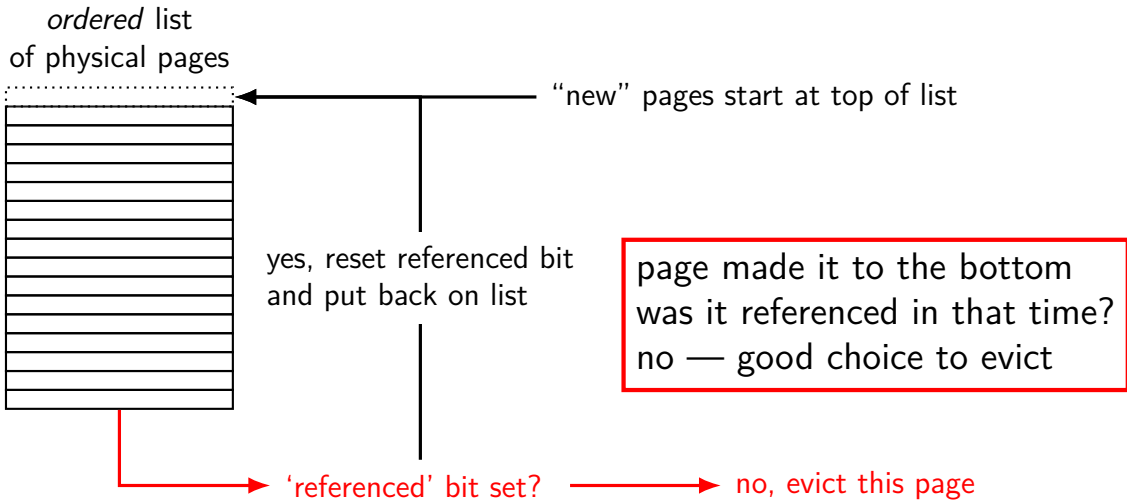 ordered list
of physical pages
“new” pages start at top of list
yes, reset referenced bit
and put back on list
page made it to the bottom
was it referenced in that time?
no — good choice to evict
‘referenced’ bit set?
no, evict this page